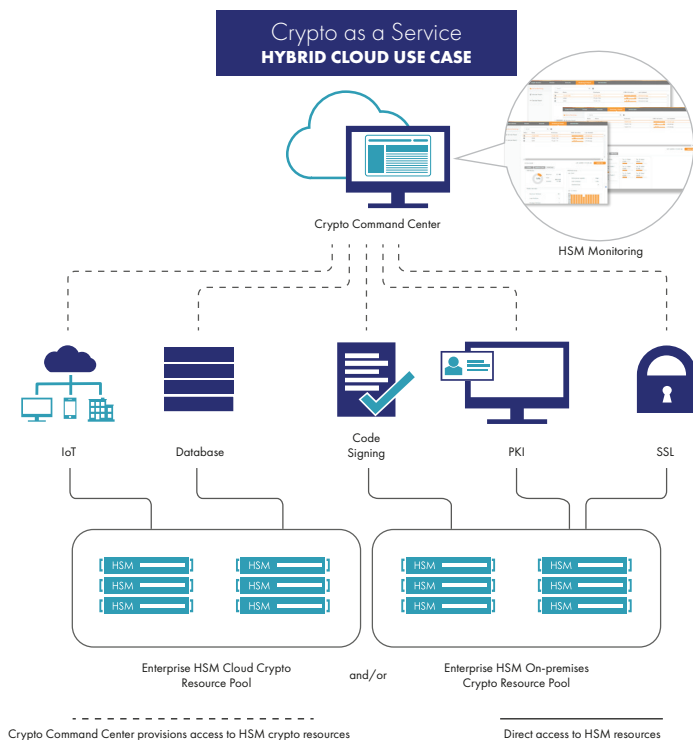 Crypto as a Service
HYBRID CLOUD USE CASE
Crypto Command Center
HSM Monitoring
IoT
Database
Code
Signing
PKI
SSL
HSM HSM HSM HSM
HSM HSM HSM HSM
HSM HSM HSM HSM
Enterprise HSM Cloud Crypto
Resource Pool
and/or
Enterprise HSM On-premises
Crypto Resource Pool
Crypto Command Center provisions access to HSM crypto resources
Direct access to HSM resources